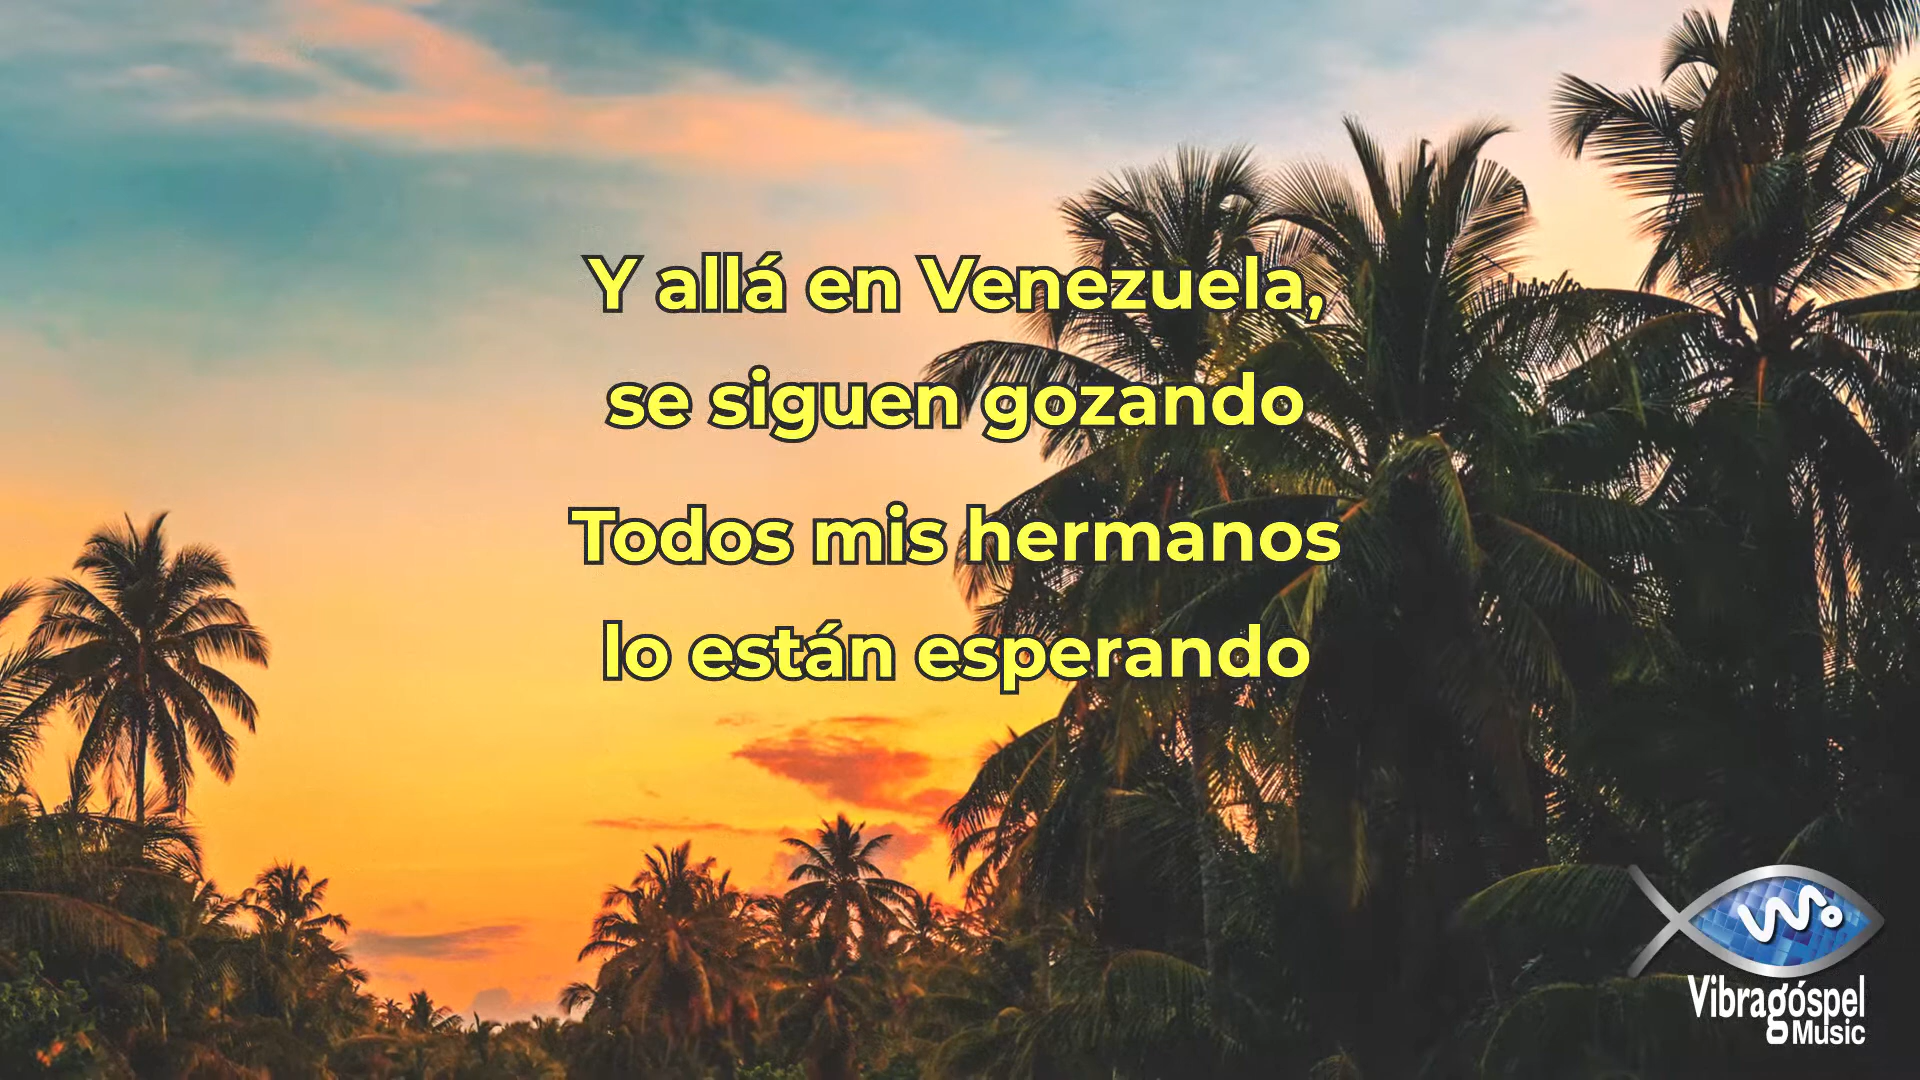 Y allá en Venezuela,
se siguen gozando
Todos mis hermanos
lo están esperando
Vibragóspel
Music